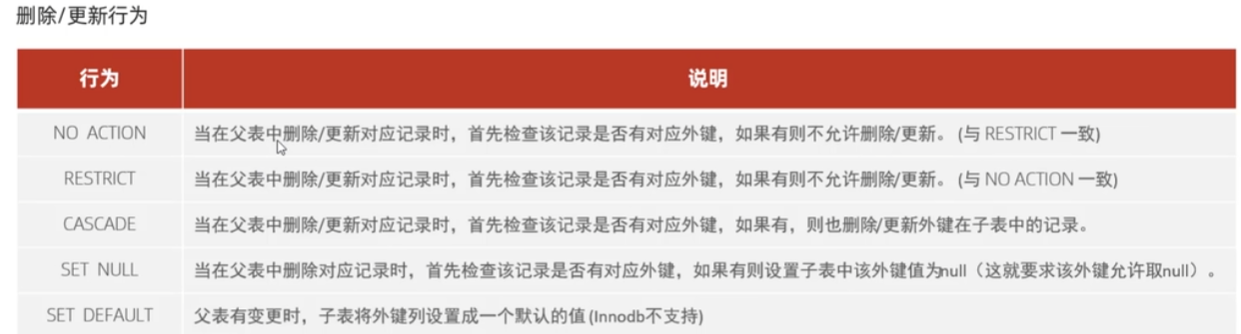 删除/更新行为
行为 说明
NO ACTION 当在父表中删除/更新对应记录时，首先检查该记录是否有对应外键，如果有则不允许删除/更新。 (与 RESTRICT 一致)
RESTRICT 当在父表中删除/更新对应记录时，首先检查该记录是否有对应外键，如果有则不允许删除/更新。 (与 NO ACTION 一致)
CASCADE 当在父表中删除/更新对应记录时，首先检查该记录是否有对应外键，如果有，则也删除/更新外键在子表中的记录。
SET NULL 当在父表中删除对应记录时，首先检查该记录是否有对应外键，如果有则设置子表中该外键值为null（这就要求该外键允许取null）。
SET DEFAULT 父表有变更时，子表将外键列设置成一个默认的值 (Innodb不支持)